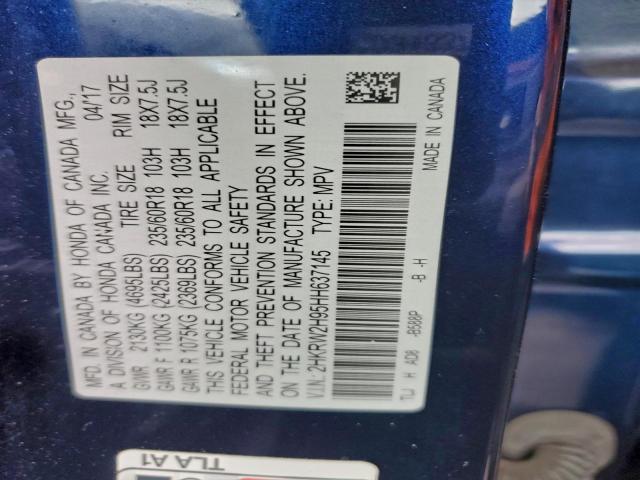 MFD. IN CANADA BY HONDA OF CANADA MFG.,
A DIVISION OF HONDA CANADA INC. 04/17
GVWR 2130KG (4695LBS) TIRE SIZE RIM SIZE
GAWR F 1100KG (2425LBS) 235/60R18 103H 18X7.5J
GAWR R 1075KG (2369LBS) 235/60R18 103H 18X7.5J
THIS VEHICLE CONFORMS TO ALL APPLICABLE
FEDERAL MOTOR VEHICLE SAFETY
AND THEFT PREVENTION STANDARDS IN EFFECT
ON THE DATE OF MANUFACTURE SHOWN ABOVE.
V.I.N.: 2HKRW2H95HH637145 TYPE: MPV
TLJ H AD8 -B588P -B -H
MADE IN CANADA
TLA A1